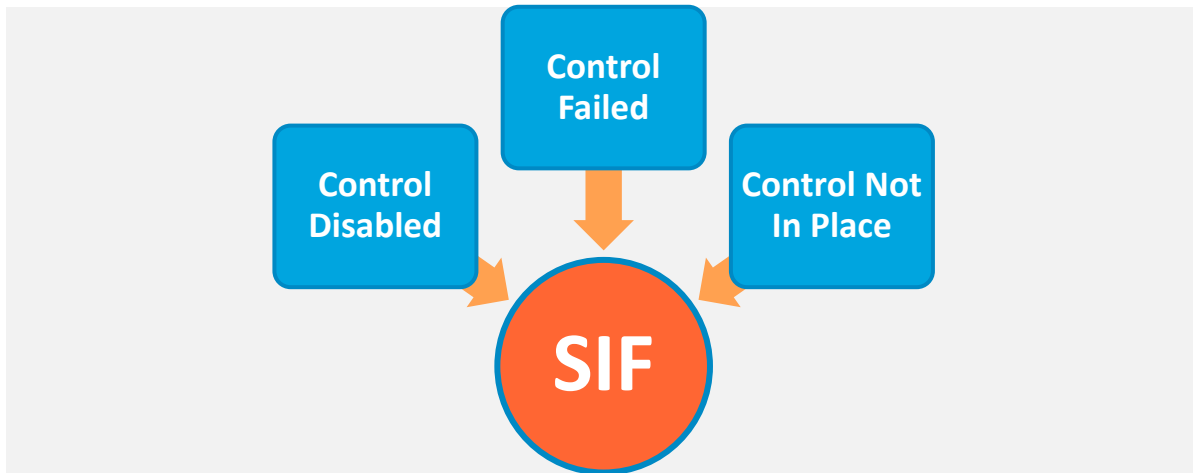 Control
Failed
Control
Disabled
Control Not
In Place
SIF